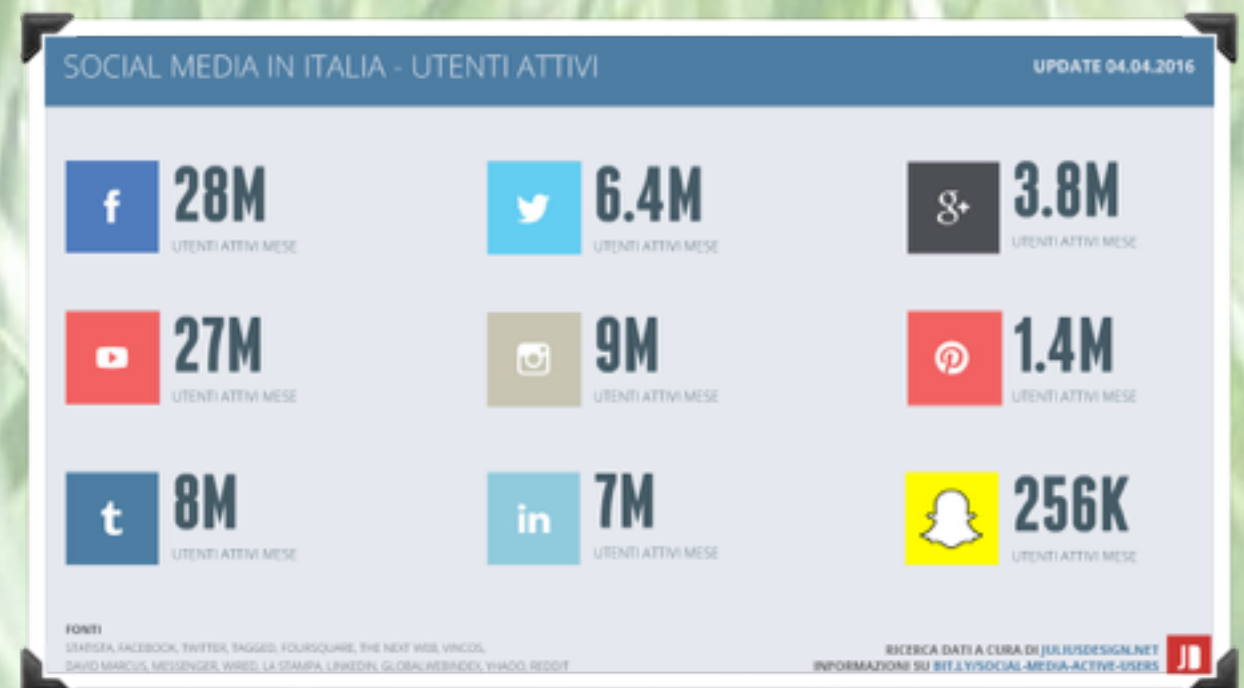 SOCIAL MEDIA IN ITALIA - UTENTI ATTIVI
UPDATE 04.04.2016
28M
UTENTI ATTIVI MESE
6.4M
UTENTI ATTIVI MESE
3.8M
UTENTI ATTIVI MESE
27M
UTENTI ATTIVI MESE
9M
UTENTI ATTIVI MESE
1.4M
UTENTI ATTIVI MESE
8M
UTENTI ATTIVI MESE
7M
UTENTI ATTIVI MESE
256K
UTENTI ATTIVI MESE
FONTI
STATISTA, FACEBOOK, TWITTER, TAGGED, FOURSQUARE, THE NEXT WEB, VINCOS,
DAVID MARCUS, MESSENGER, WIRED, LA STAMPA, LINKEDIN, GLOBALWEBINDEX, YHAOO, REDDIT
RICERCA DATI A CURA DI JULIUSDESIGN.NET
INFORMAZIONI SU BIT.LY/SOCIAL-MEDIA-ACTIVE-USERS